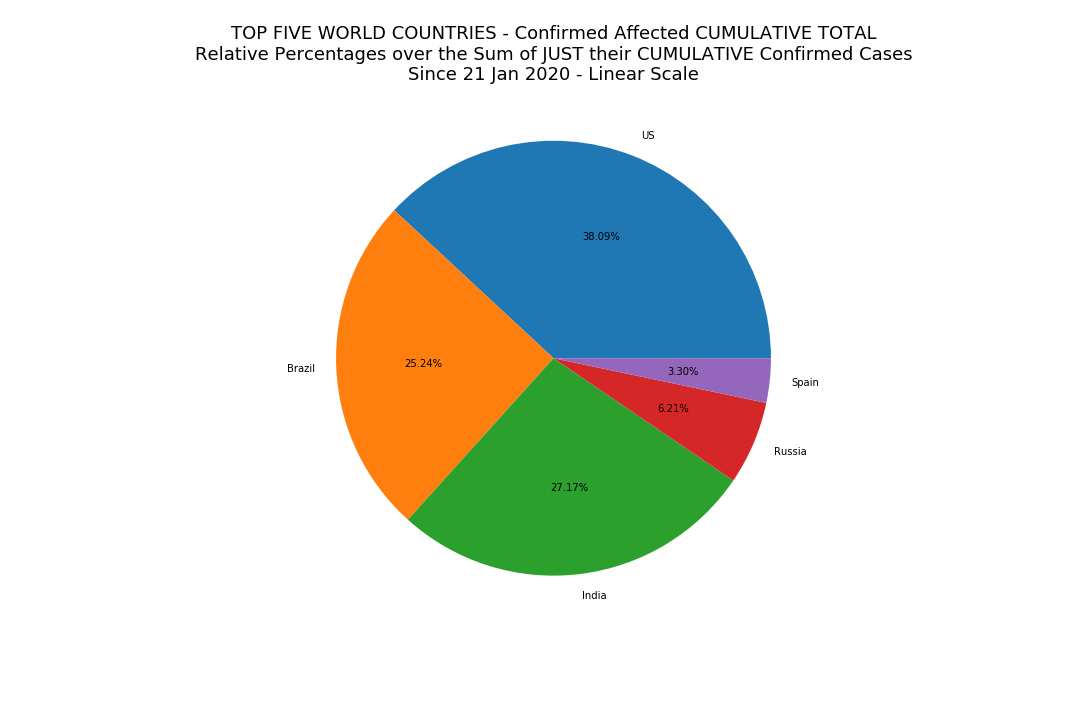 TOP FIVE WORLD COUNTRIES - Confirmed Affected CUMULATIVE TOTAL
Relative Percentages over the Sum of JUST their CUMULATIVE Confirmed Cases
Since 21 Jan 2020 - Linear Scale
US
38.09%
Brazil
25.24%
3.30%
Spain
6.21%
Russia
27.17%
India